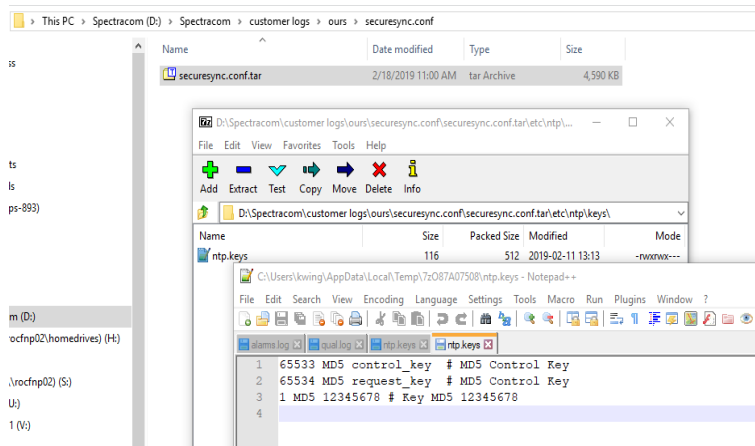 This PC > Spectracom (D:) > Spectracom > customer logs > ours > securesync.conf
Name Date modified Type Size
securesync.conf.tar 2/18/2019 11:00 AM tar Archive 4,590 KB
ss
ts
ls
ps-893)
m (D:)
rocfnp02\homedrives) (H:)
\rocfnp02) (S:)
U:)
1 (V:)
D:\Spectracom\customer logs\ours\securesync.conf\securesync.conf.tar\etc\ntp\...
File Edit View Favorites Tools Help
Add Extract Test Copy Move Delete Info
D:\Spectracom\customer logs\ours\securesync.conf\securesync.conf.tar\etc\ntp\keys\
Name Size Packed Size Modified Mode
ntp.keys 116 512 2019-02-11 13:13 -rwxrwx---
C:\Users\kwing\AppData\Local\Temp\7zO87A07508\ntp.keys - Notepad++
File Edit Search View Encoding Language Settings Tools Macro Run Plugins Window ?
alarms.log qual.log ntp.keys ntp.keys
1 65533 MD5 control_key # MD5 Control Key
2 65534 MD5 request_key # MD5 Control Key
3 1 MD5 12345678 # Key MD5 12345678
4